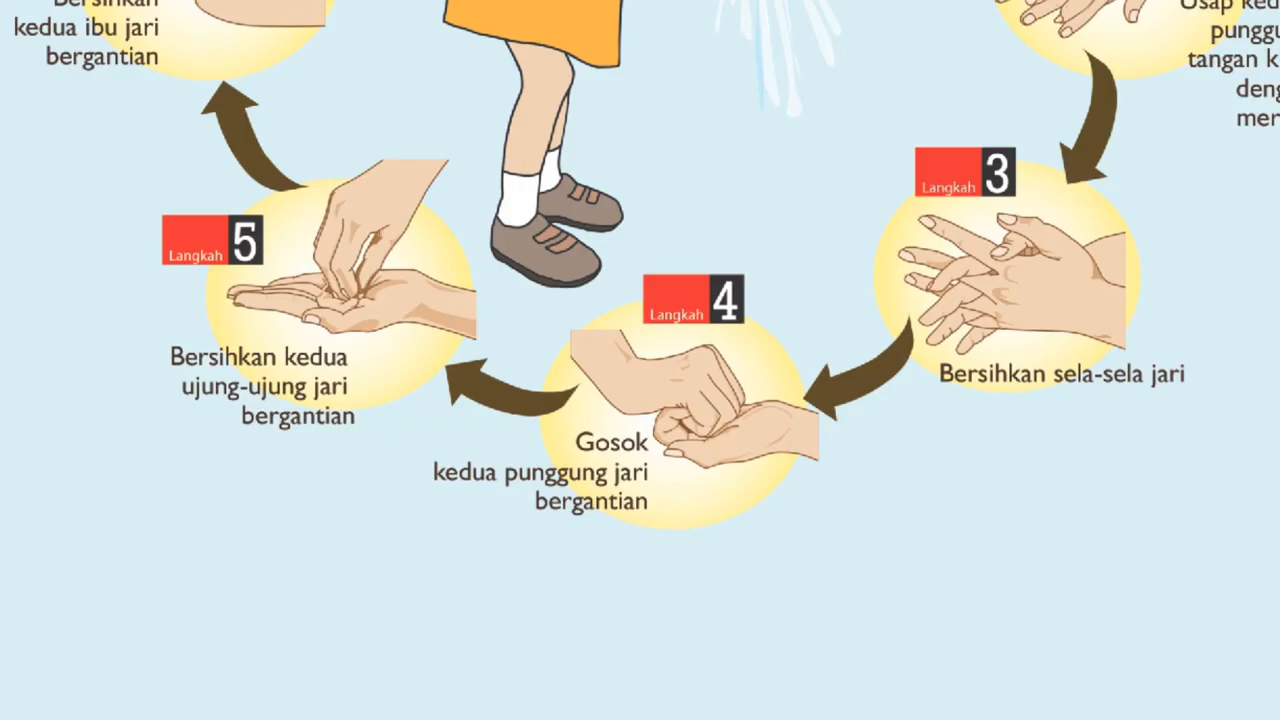 kedua ibu jari
bergantian
Usap
punggu
tangan k
Langkah 3
Bersihkan sela-sela jari
Langkah 4
Gosok
kedua punggung jari
bergantian
Langkah 5
Bersihkan kedua
ujung-ujung jari
bergantian